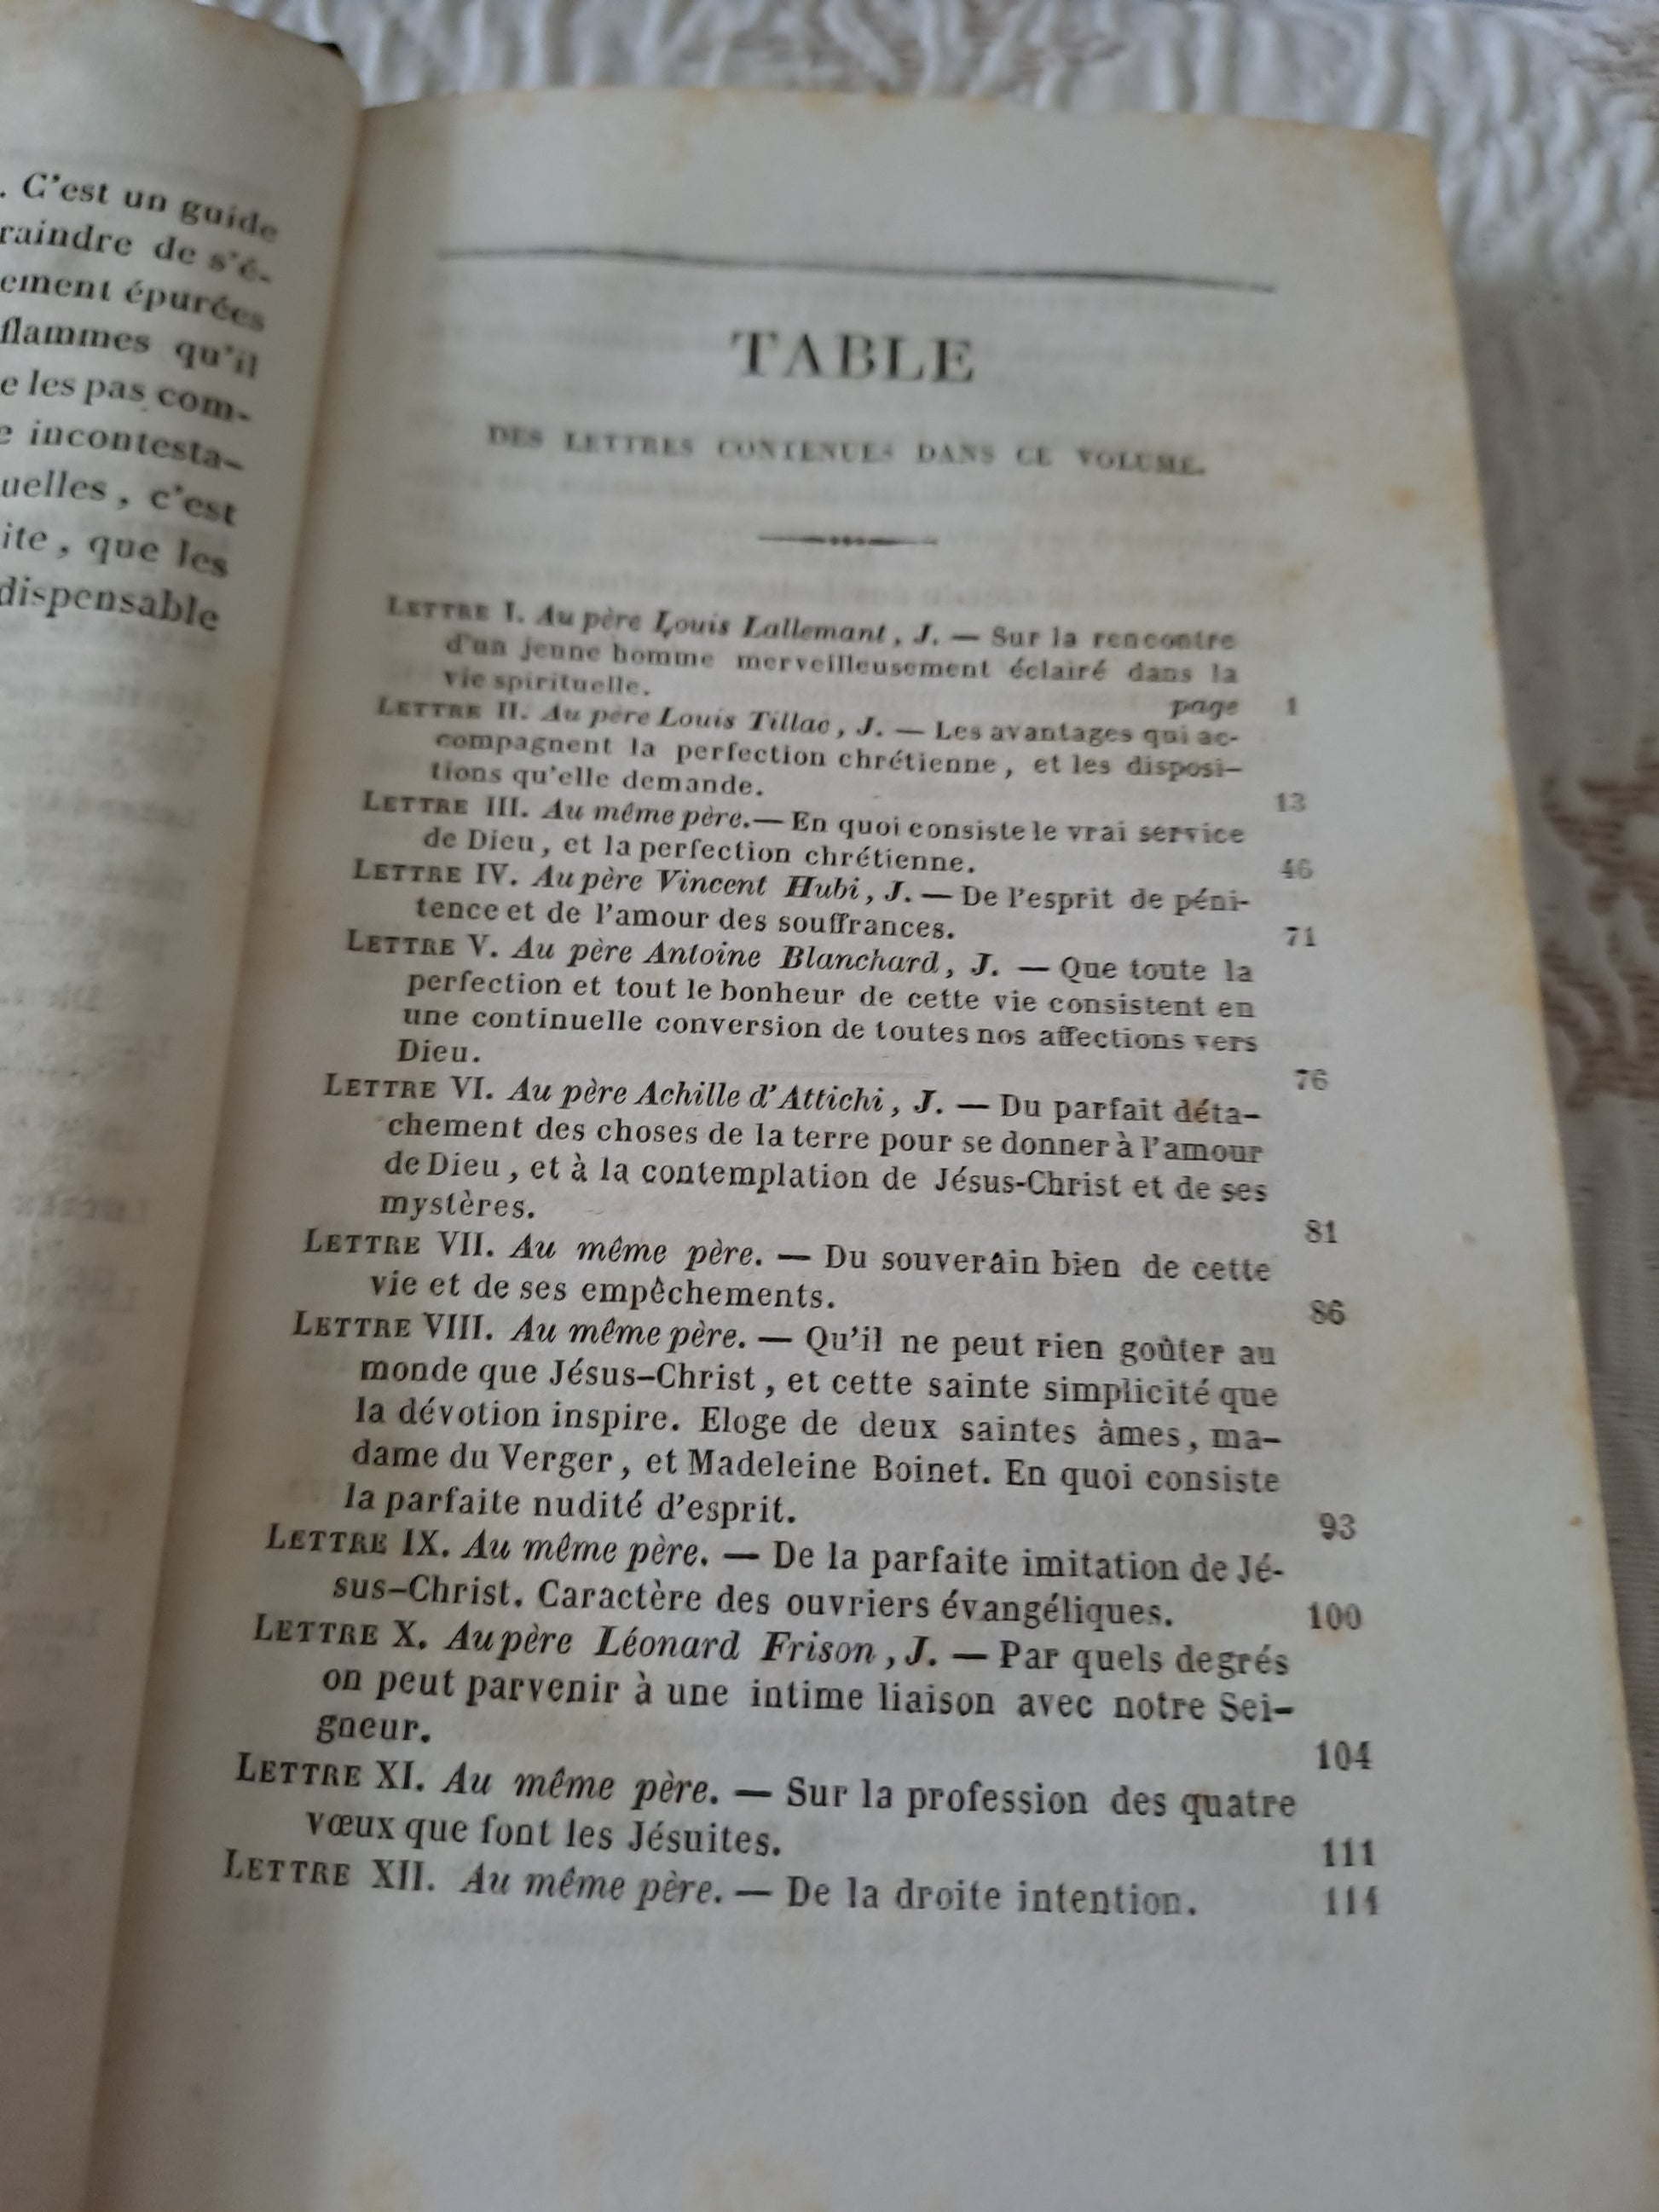 . C'est un guide
raindre de s'é-
ement épurées
flammes qu'il
e les pas com-
e incontesta-
uelles, c'est
ite, que les
dispensable
TABLE
DES LETTRES CONTENUES DANS CE VOLUME.
LETTRE I. Au père Louis Lallemant, J. — Sur la rencontre
d'un jeune homme merveilleusement éclairé dans la
vie spirituelle. page 1
LETTRE II. Au père Louis Tillac, J. — Les avantages qui ac-
compagnent la perfection chrétienne, et les disposi-
tions qu'elle demande. 13
LETTRE III. Au même père. — En quoi consiste le vrai service
de Dieu, et la perfection chrétienne. 46
LETTRE IV. Au père Vincent Hubi, J. — De l'esprit de péni-
tence et de l'amour des souffrances. 71
LETTRE V. Au père Antoine Blanchard, J. — Que toute la
perfection et tout le bonheur de cette vie consistent en
une continuelle conversion de toutes nos affections vers
Dieu. 76
LETTRE VI. Au père Achille d'Attichi, J. — Du parfait déta-
chement des choses de la terre pour se donner à l'amour
de Dieu, et à la contemplation de Jésus-Christ et de ses
mystères. 81
LETTRE VII. Au même père. — Du souverain bien de cette
vie et de ses empêchements. 86
LETTRE VIII. Au même père. — Qu'il ne peut rien goûter au
monde que Jésus-Christ, et cette sainte simplicité que
la dévotion inspire. Eloge de deux saintes âmes, ma-
dame du Verger, et Madeleine Boinet. En quoi consiste
la parfaite nudité d'esprit. 93
LETTRE IX. Au même père. — De la parfaite imitation de Jé-
sus-Christ. Caractère des ouvriers évangéliques. 100
LETTRE X. Au père Léonard Frison, J. — Par quels degrés
on peut parvenir à une intime liaison avec notre Sei-
gneur. 104
LETTRE XI. Au même père. — Sur la profession des quatre
vœux que font les Jésuites. 111
LETTRE XII. Au même père. — De la droite intention. 114